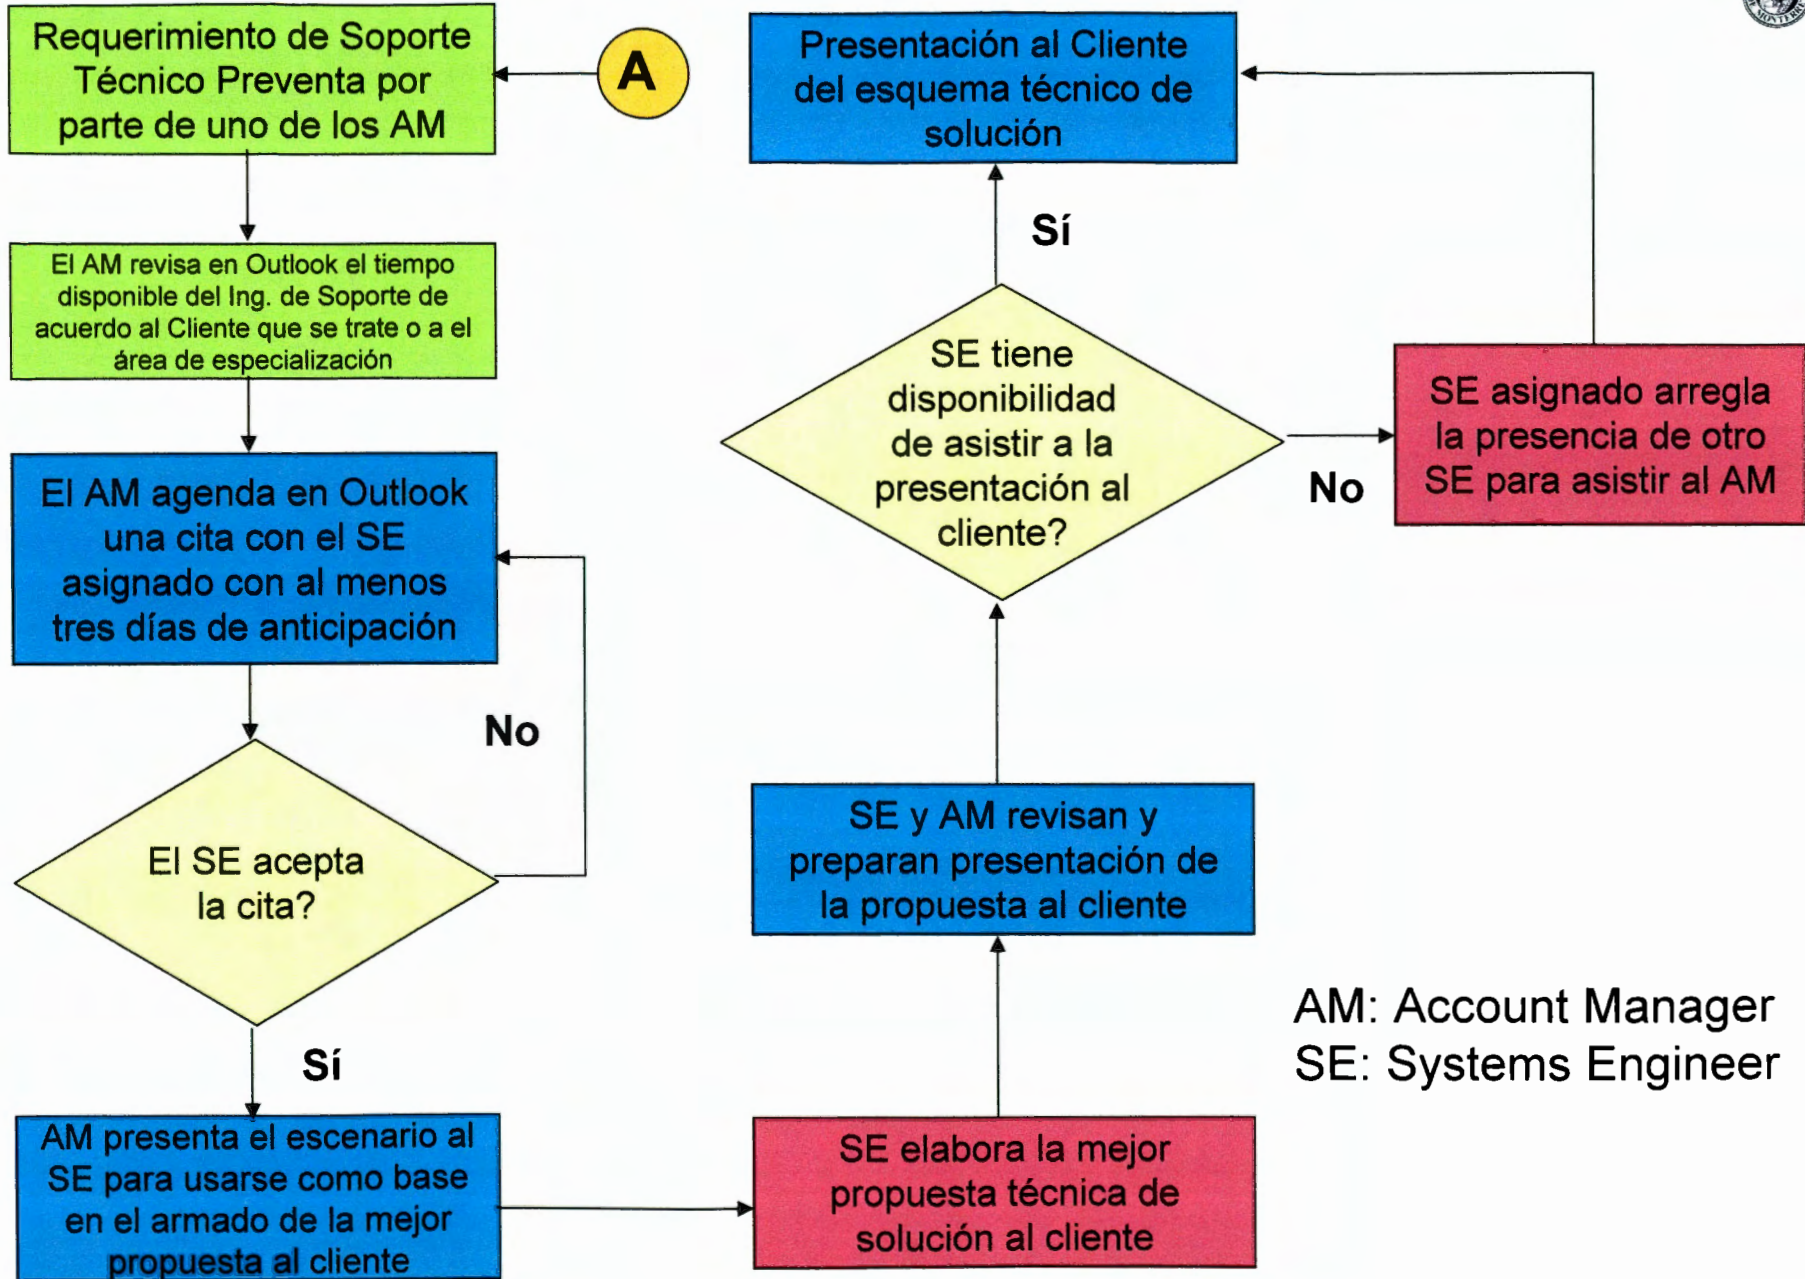 Requerimiento de Soporte
Técnico Preventa por
parte de uno de los AM
A
El AM revisa en Outlook el tiempo
disponible del Ing. de Soporte de
acuerdo al Cliente que se trate o a el
área de especialización
El AM agenda en Outlook
una cita con el SE
asignado con al menos
tres días de anticipación
No
El SE acepta
la cita?
Sí
AM presenta el escenario al
SE para usarse como base
en el armado de la mejor
propuesta al cliente
SE elabora la mejor
propuesta técnica de
solución al cliente
SE y AM revisan y
preparan presentación de
la propuesta al cliente
SE tiene
disponibilidad
de asistir a la
presentación al
cliente?
Sí
No
Presentación al Cliente
del esquema técnico de
solución
SE asignado arregla
la presencia de otro
SE para asistir al AM
AM: Account Manager
SE: Systems Engineer